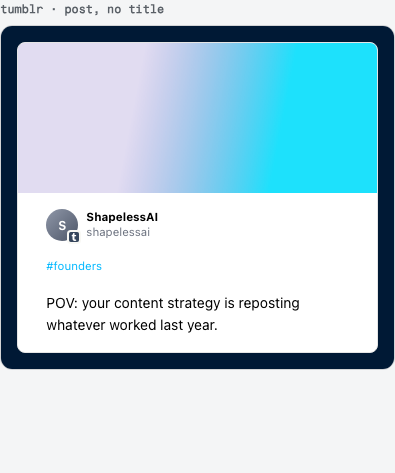 tumblr · post, no title
S
t
ShapelessAI
shapelessai
#founders
POV: your content strategy is reposting
whatever worked last year.